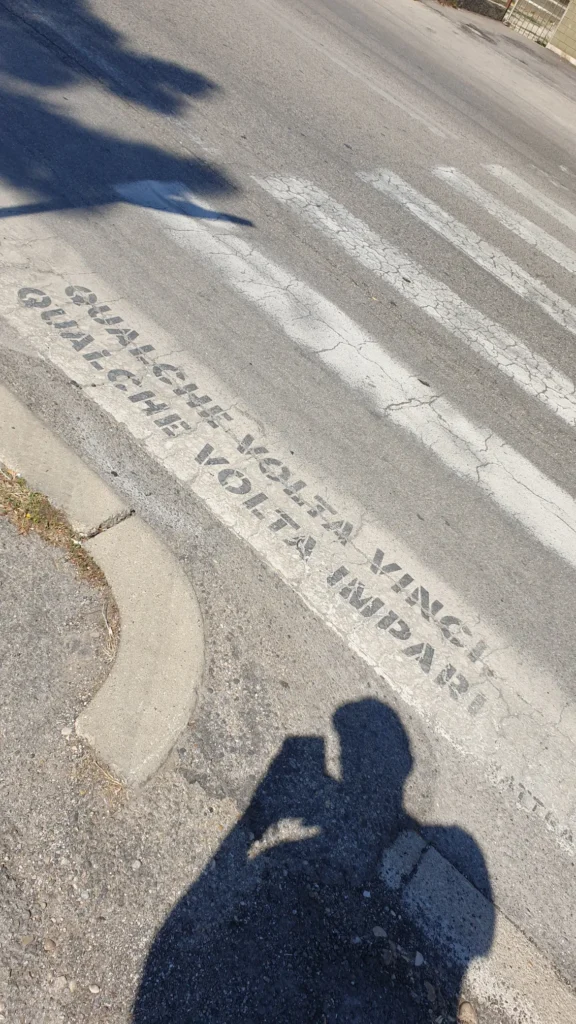 QUALCHE VOLTA VINCI,
QUALCHE VOLTA IMPARI